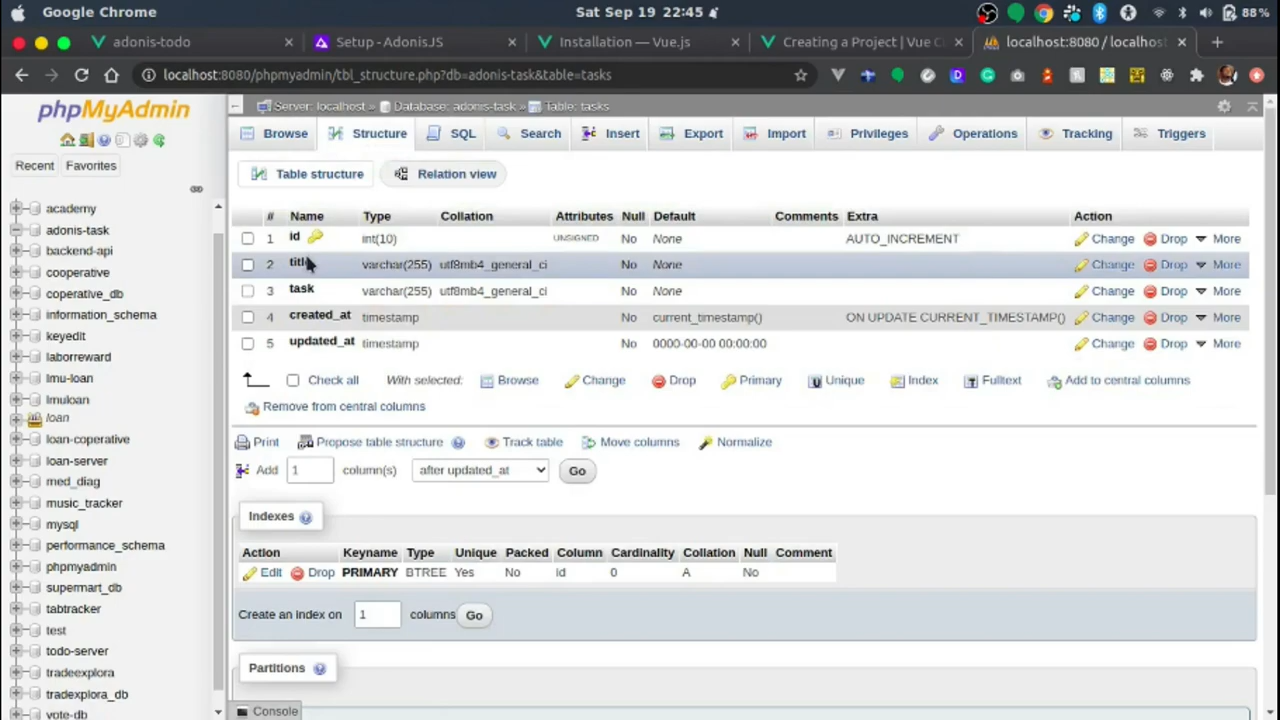 Google Chrome
Sat Sep 19 22:45
88%
adonis-todo
Setup - AdonisJS
Installation — Vue.js
Creating a Project | Vue C
localhost:8080 / localhos
localhost:8080/phpmyadmin/tbl_structure.php?db=adonis-task&table=tasks
phpMyAdmin
Recent
Favorites
academy
adonis-task
backend-api
cooperative
coperative_db
information_schema
keyedit
laborreward
lmu-loan
lmuloan
loan
loan-coperative
loan-server
med_diag
music_tracker
mysql
performance_schema
phpmyadmin
supermart_db
tabtracker
test
todo-server
tradeexplora
tradexplora_db
vote-db
Server: localhost » Database: adonis-task » Table: tasks
Browse Structure SQL Search Insert Export Import Privileges Operations Tracking Triggers
Table structure Relation view
# Name Type Collation Attributes Null Default Comments Extra Action
1 id int(10) UNSIGNED No None AUTO_INCREMENT Change Drop More
2 title varchar(255) utf8mb4_general_ci No None Change Drop More
3 task varchar(255) utf8mb4_general_ci No None Change Drop More
4 created_at timestamp No current_timestamp() ON UPDATE CURRENT_TIMESTAMP() Change Drop More
5 updated_at timestamp No 0000-00-00 00:00:00 Change Drop More
Check all With selected: Browse Change Drop Primary Unique Index Fulltext Add to central columns
Remove from central columns
Print Propose table structure Track table Move columns Normalize
Add 1 column(s) after updated_at Go
Indexes
Action Keyname Type Unique Packed Column Cardinality Collation Null Comment
Edit Drop PRIMARY BTREE Yes No id 0 A No
Create an index on 1 columns Go
Partitions
Console